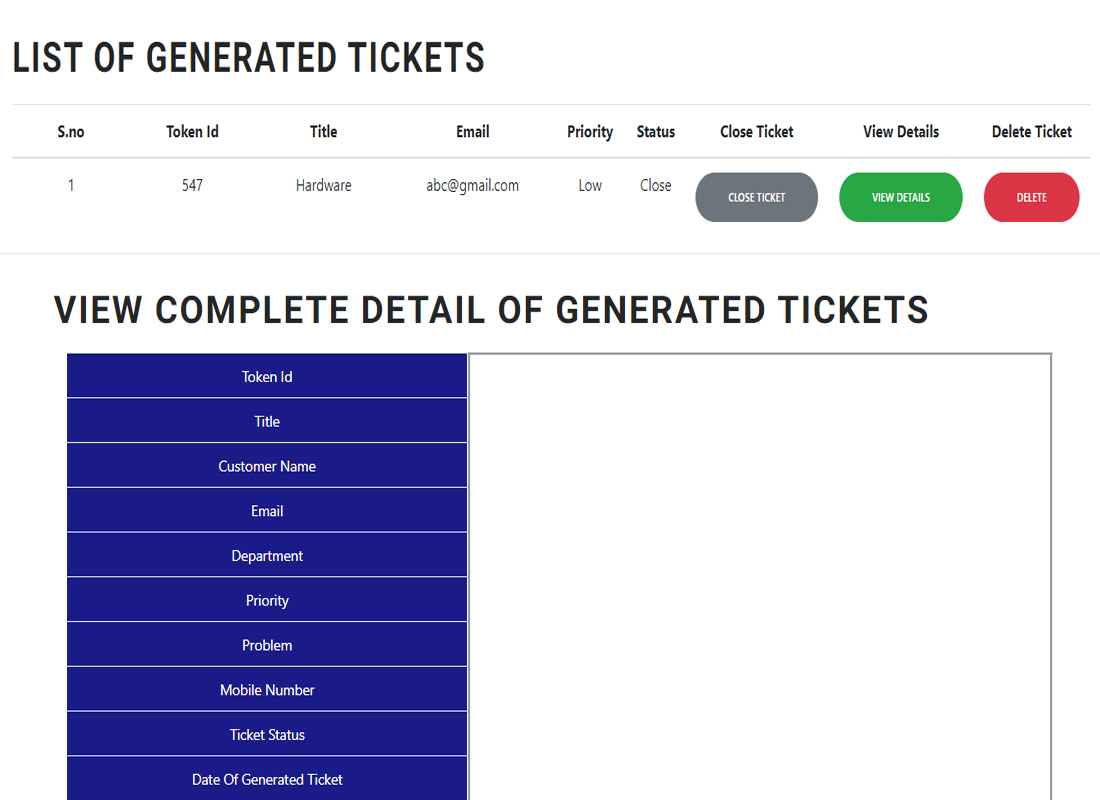 LIST OF GENERATED TICKETS
S.no Token Id Title Email Priority Status Close Ticket View Details Delete Ticket
1 547 Hardware abc@gmail.com Low Close CLOSE TICKET VIEW DETAILS DELETE
VIEW COMPLETE DETAIL OF GENERATED TICKETS
Token Id
Title
Customer Name
Email
Department
Priority
Problem
Mobile Number
Ticket Status
Date Of Generated Ticket